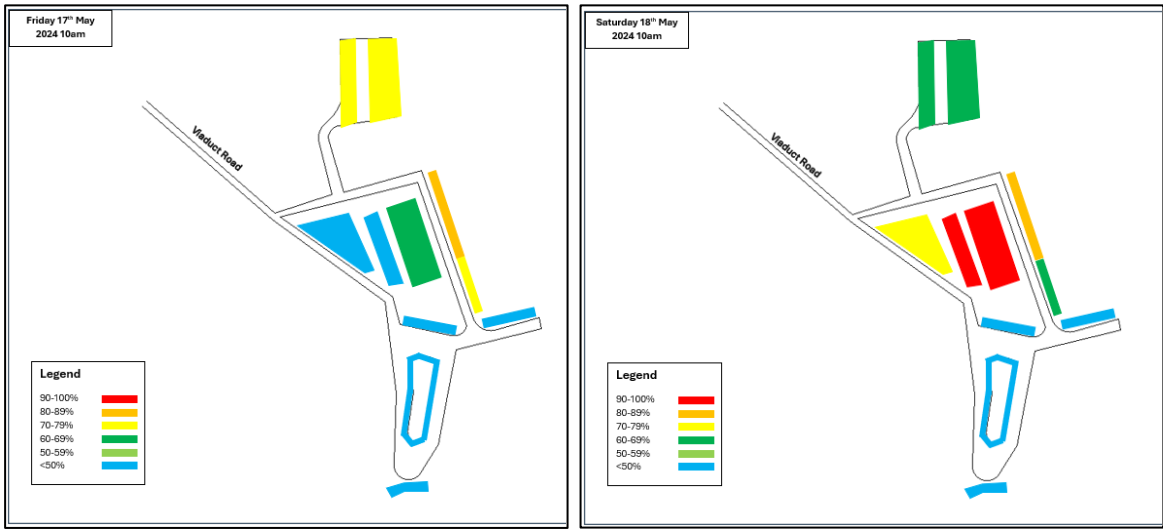 Friday 17th May
2024 10am
Viaduct Road
Legend
90-100%
80-89%
70-79%
60-69%
50-59%
<50%
Saturday 18th May
2024 10am
Viaduct Road
Legend
90-100%
80-89%
70-79%
60-69%
50-59%
<50%